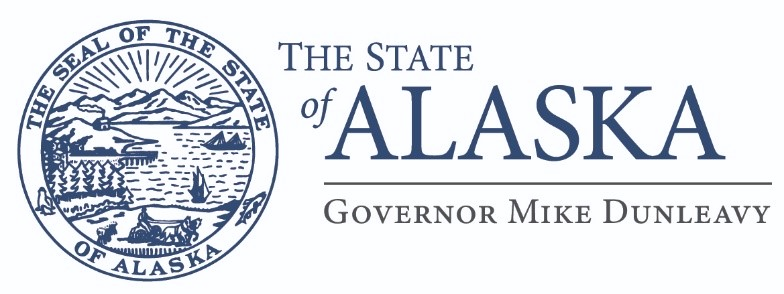 THE SEAL OF THE STATE
OF ALASKA
THE STATE
of ALASKA
GOVERNOR MIKE DUNLEAVY